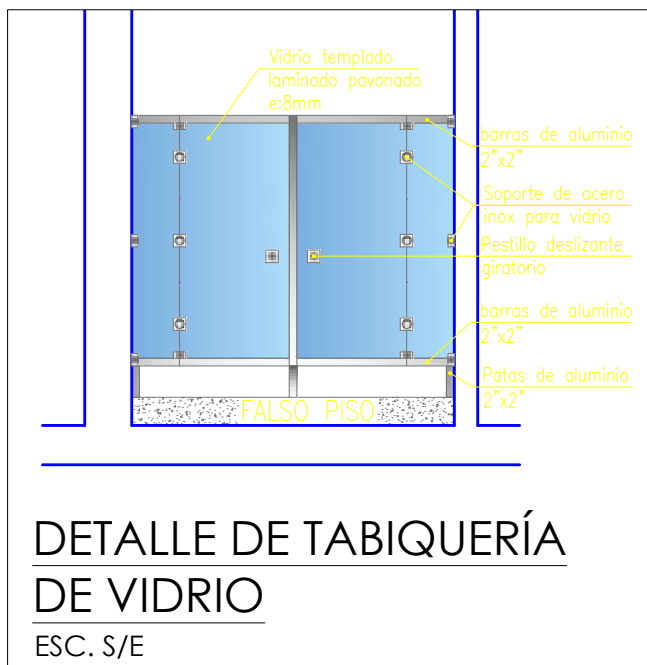 Vidrio templado
laminado pavonado
e:8mm
barras de aluminio
2"x2"
Soporte de acero
inox para vidrio
Pestillo deslizante
giratorio
barras de aluminio
2"x2"
Patas de aluminio
2"x2"
FALSO PISO
DETALLE DE TABIQUERÍA
DE VIDRIO
ESC. S/E